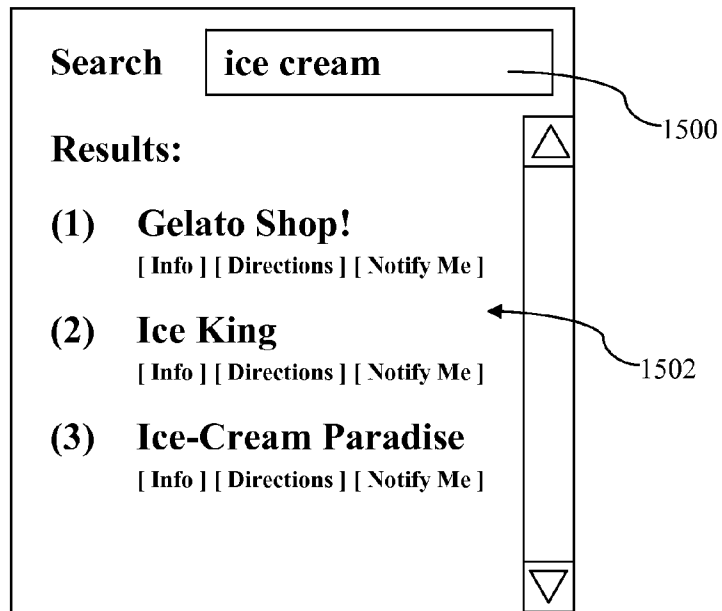 Search ice cream
1500
Results:
(1) Gelato Shop!
[ Info ] [ Directions ] [ Notify Me ]
(2) Ice King
1502
[ Info ] [ Directions ] [ Notify Me ]
(3) Ice-Cream Paradise
[ Info ] [ Directions ] [ Notify Me ]